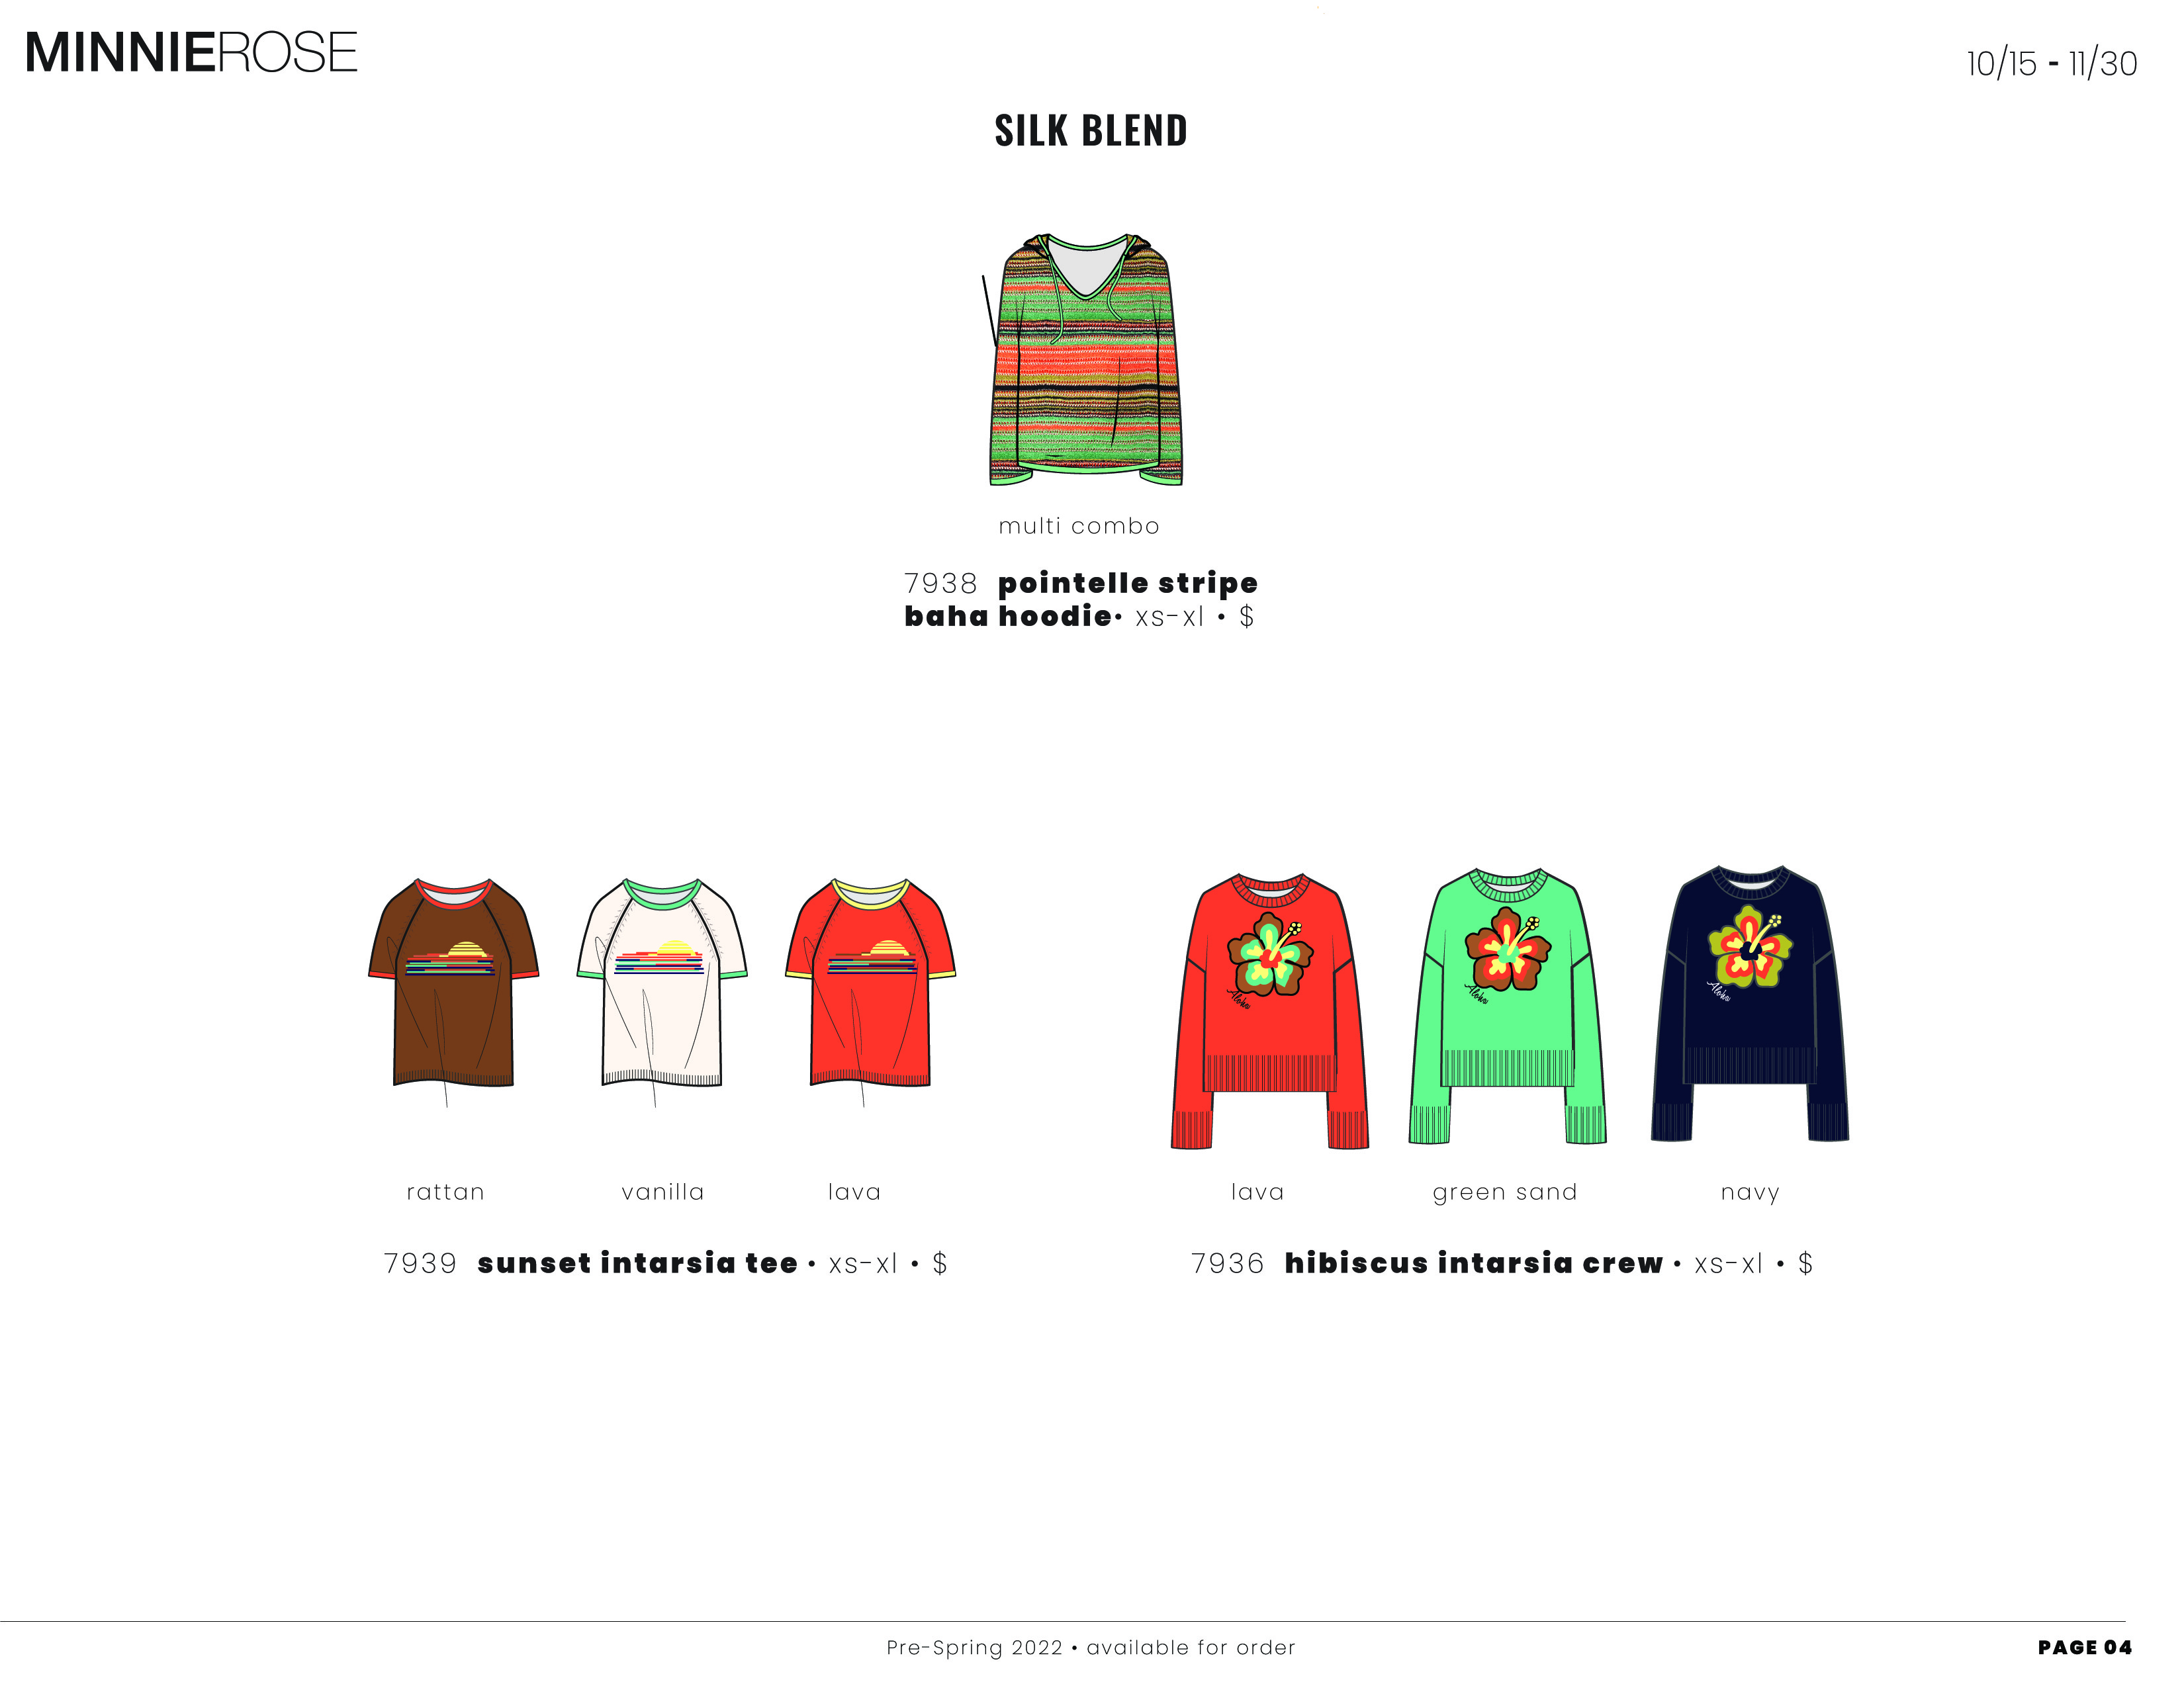 MINNIEROSE
10/15 - 11/30
SILK BLEND
multi combo
7938 pointelle stripe
baha hoodie• xs-xl • $
Aloha
Aloha
Aloha
rattan
vanilla
lava
lava
green sand
navy
7939 sunset intarsia tee • xs-xl • $
7936 hibiscus intarsia crew • xs-xl • $
Pre-Spring 2022 • available for order
PAGE 04